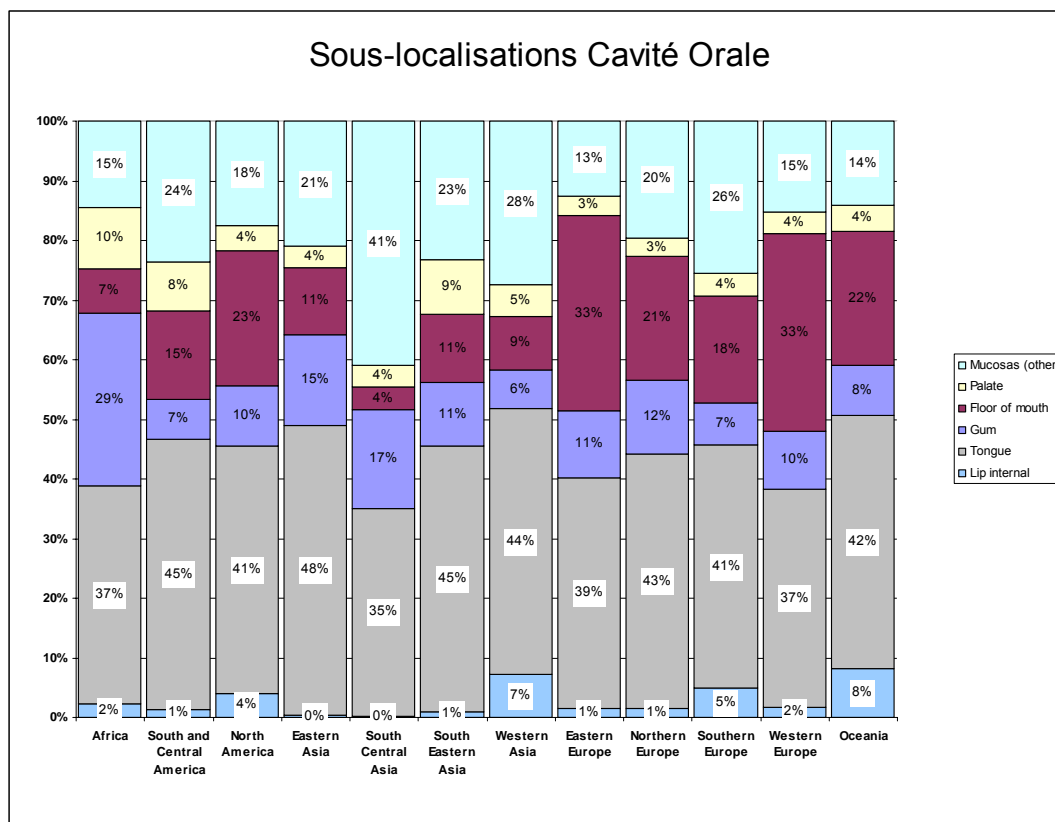 Sous-localisations Cavité Orale
100%
90%
80%
70%
60%
50%
40%
30%
20%
10%
0%
15%
10%
7%
29%
37%
2%
24%
8%
15%
7%
45%
1%
18%
4%
23%
10%
41%
4%
21%
4%
11%
15%
48%
0%
41%
4%
4%
17%
35%
0%
23%
9%
11%
11%
45%
1%
28%
5%
9%
6%
44%
7%
13%
3%
33%
11%
39%
1%
20%
3%
21%
12%
43%
1%
26%
4%
18%
7%
41%
5%
15%
4%
33%
10%
37%
2%
14%
4%
22%
8%
42%
8%
Africa
South and
Central
America
North
America
Eastern
Asia
South
Central
Asia
South
Eastern
Asia
Western
Asia
Eastern
Europe
Northern
Europe
Southern
Europe
Western
Europe
Oceania
Mucosas (other
Palate
Floor of mouth
Gum
Tongue
Lip internal